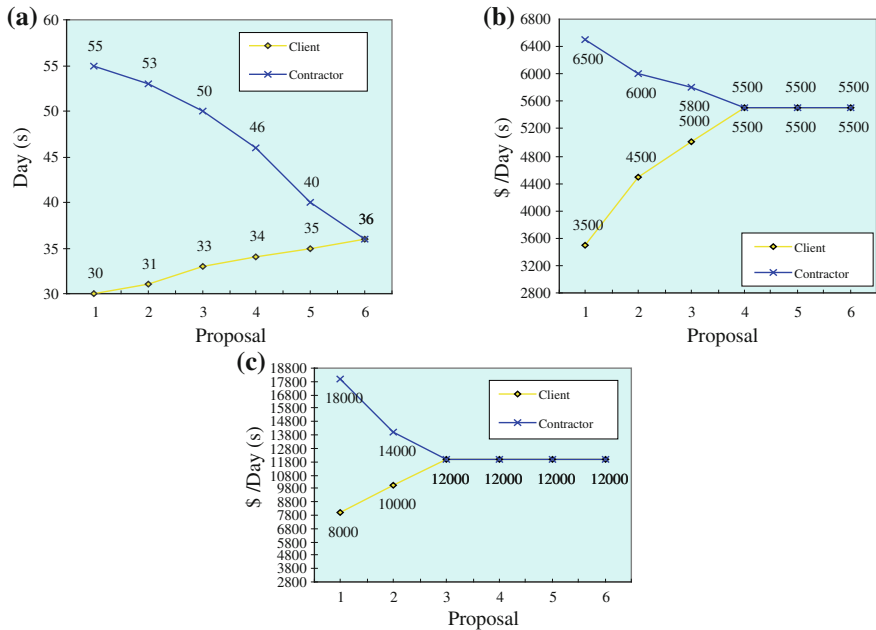 (a)
60
55
50
45
40
35
30
Day (s)
55
53
50
46
40
36
30
31
33
34
35
Client
Contractor
1 2 3 4 5 6
Proposal
(b)
6800
6400
6000
5600
5200
4800
4400
4000
3600
3200
2800
$ /Day (s)
6500
6000
5800
5000
5500 5500 5500
5500 5500 5500
4500
3500
Client
Contractor
1 2 3 4 5 6
Proposal
(c)
18800
17800
16800
15800
14800
13800
12800
11800
10800
9800
8800
7800
6800
5800
4800
3800
2800
$ /Day (s)
18000
14000
12000 12000 12000 12000
10000
8000
Client
Contractor
1 2 3 4 5 6
Proposal